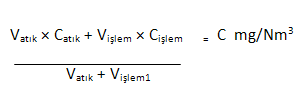 Vatık × Catık + Vişlem × Cişlem = C mg/Nm³
Vatık + Vişlem1